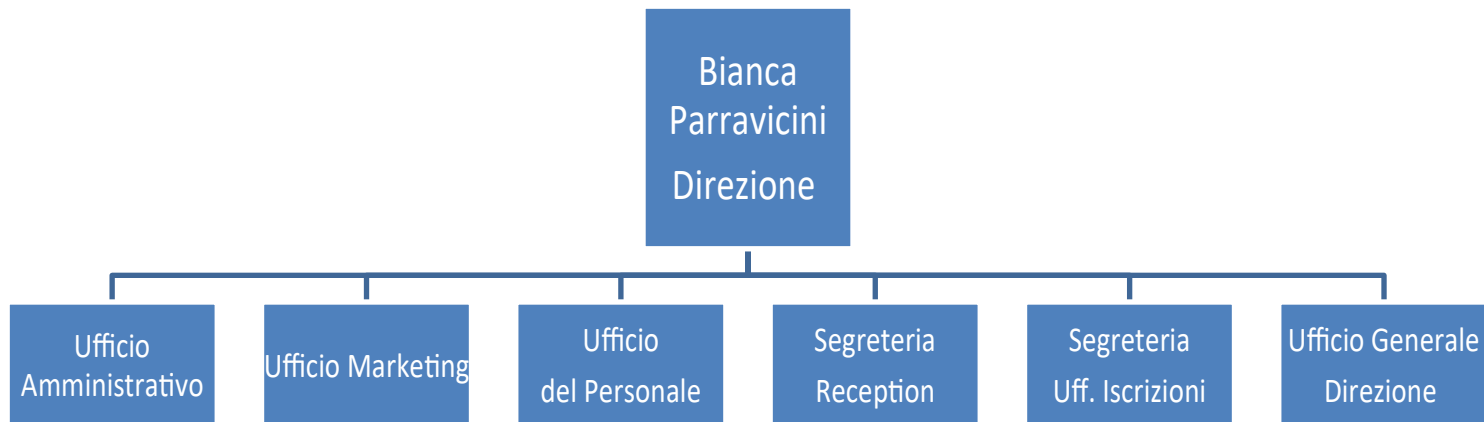 Bianca
Parravicini
Direzione
Ufficio
Amministrativo
Ufficio Marketing
Ufficio
del Personale
Segreteria
Reception
Segreteria
Uff. Iscrizioni
Ufficio Generale
Direzione